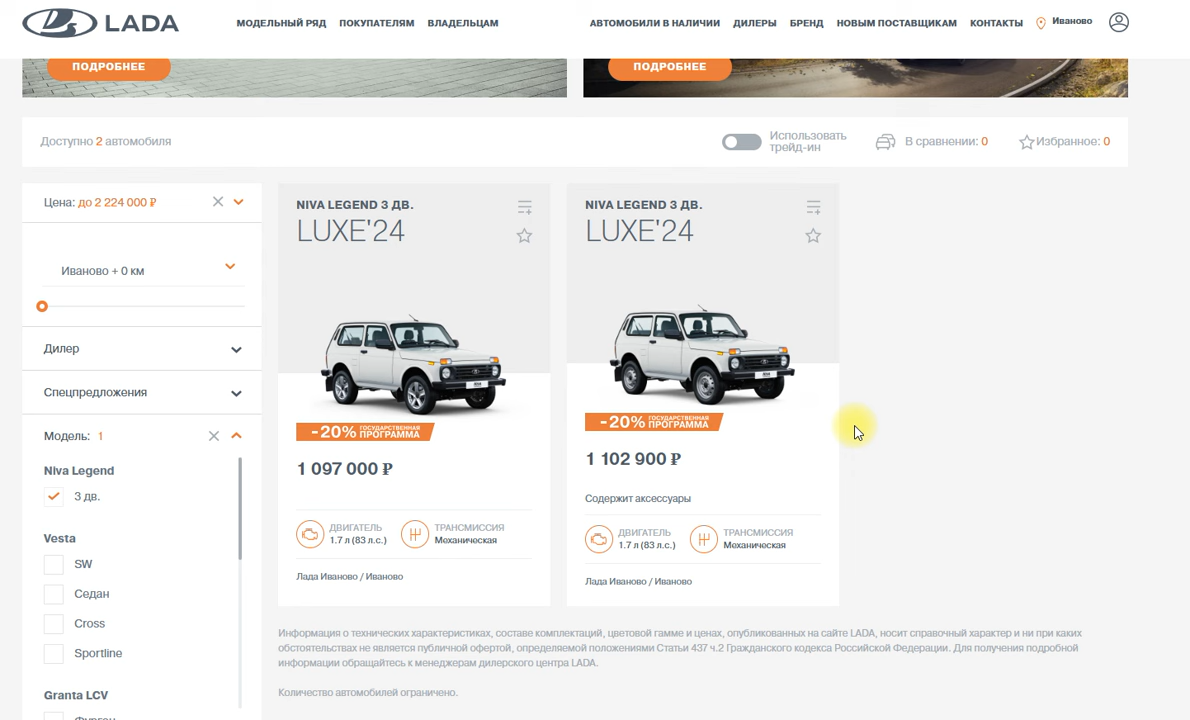 LADA
МОДЕЛЬНЫЙ РЯД ПОКУПАТЕЛЯМ ВЛАДЕЛЬЦАМ АВТОМОБИЛИ В НАЛИЧИИ ДИЛЕРЫ БРЕНД НОВЫМ ПОСТАВЩИКАМ КОНТАКТЫ Иваново
ПОДРОБНЕЕ
ПОДРОБНЕЕ
Доступно 2 автомобиля
Использовать
трейд-ин
В сравнении: 0
Избранное: 0
Цена: до 2 224 000 ₽
Иваново + 0 км
Дилер
Спецпредложения
Модель: 1
Niva Legend
3 дв.
Vesta
SW
Седан
Cross
Sportline
Granta LCV
Фургон
NIVA LEGEND 3 ДВ.
LUXE'24
-20% ГОСУДАРСТВЕННАЯ
ПРОГРАММА
1 097 000 ₽
ДВИГАТЕЛЬ
1.7 л (83 л.с.)
ТРАНСМИССИЯ
Механическая
Лада Иваново / Иваново
NIVA LEGEND 3 ДВ.
LUXE'24
-20% ГОСУДАРСТВЕННАЯ
ПРОГРАММА
1 102 900 ₽
Содержит аксессуары
ДВИГАТЕЛЬ
1.7 л (83 л.с.)
ТРАНСМИССИЯ
Механическая
Лада Иваново / Иваново
Информация о технических характеристиках, составе комплектаций, цветовой гамме и ценах, опубликованных на сайте LADA, носит справочный характер и ни при каких
обстоятельствах не является публичной офертой, определяемой положениями Статьи 437 ч.2 Гражданского кодекса Российской Федерации. Для получения подробной
информации обращайтесь к менеджерам дилерского центра LADA.
Количество автомобилей ограничено.